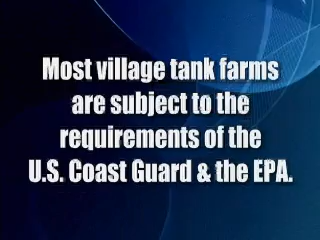 Most village tank farms
are subject to the
requirements of the
U.S. Coast Guard & the EPA.